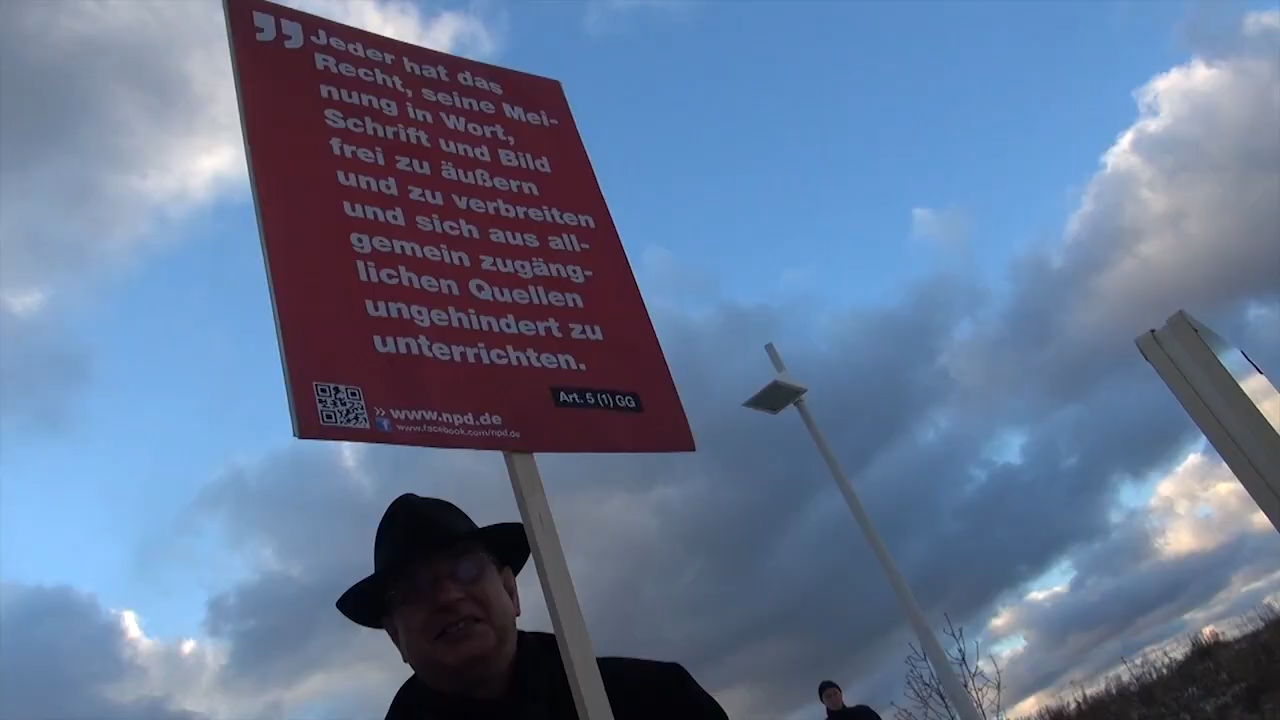 Jeder hat das
Recht, seine Mei-
nung in Wort,
Schrift und Bild
frei zu äußern
und zu verbreiten
und sich aus all-
gemein zugäng-
lichen Quellen
ungehindert zu
unterrichten.
Art. 5 (1) GG
» www.npd.de
f www.facebook.com/npd.de